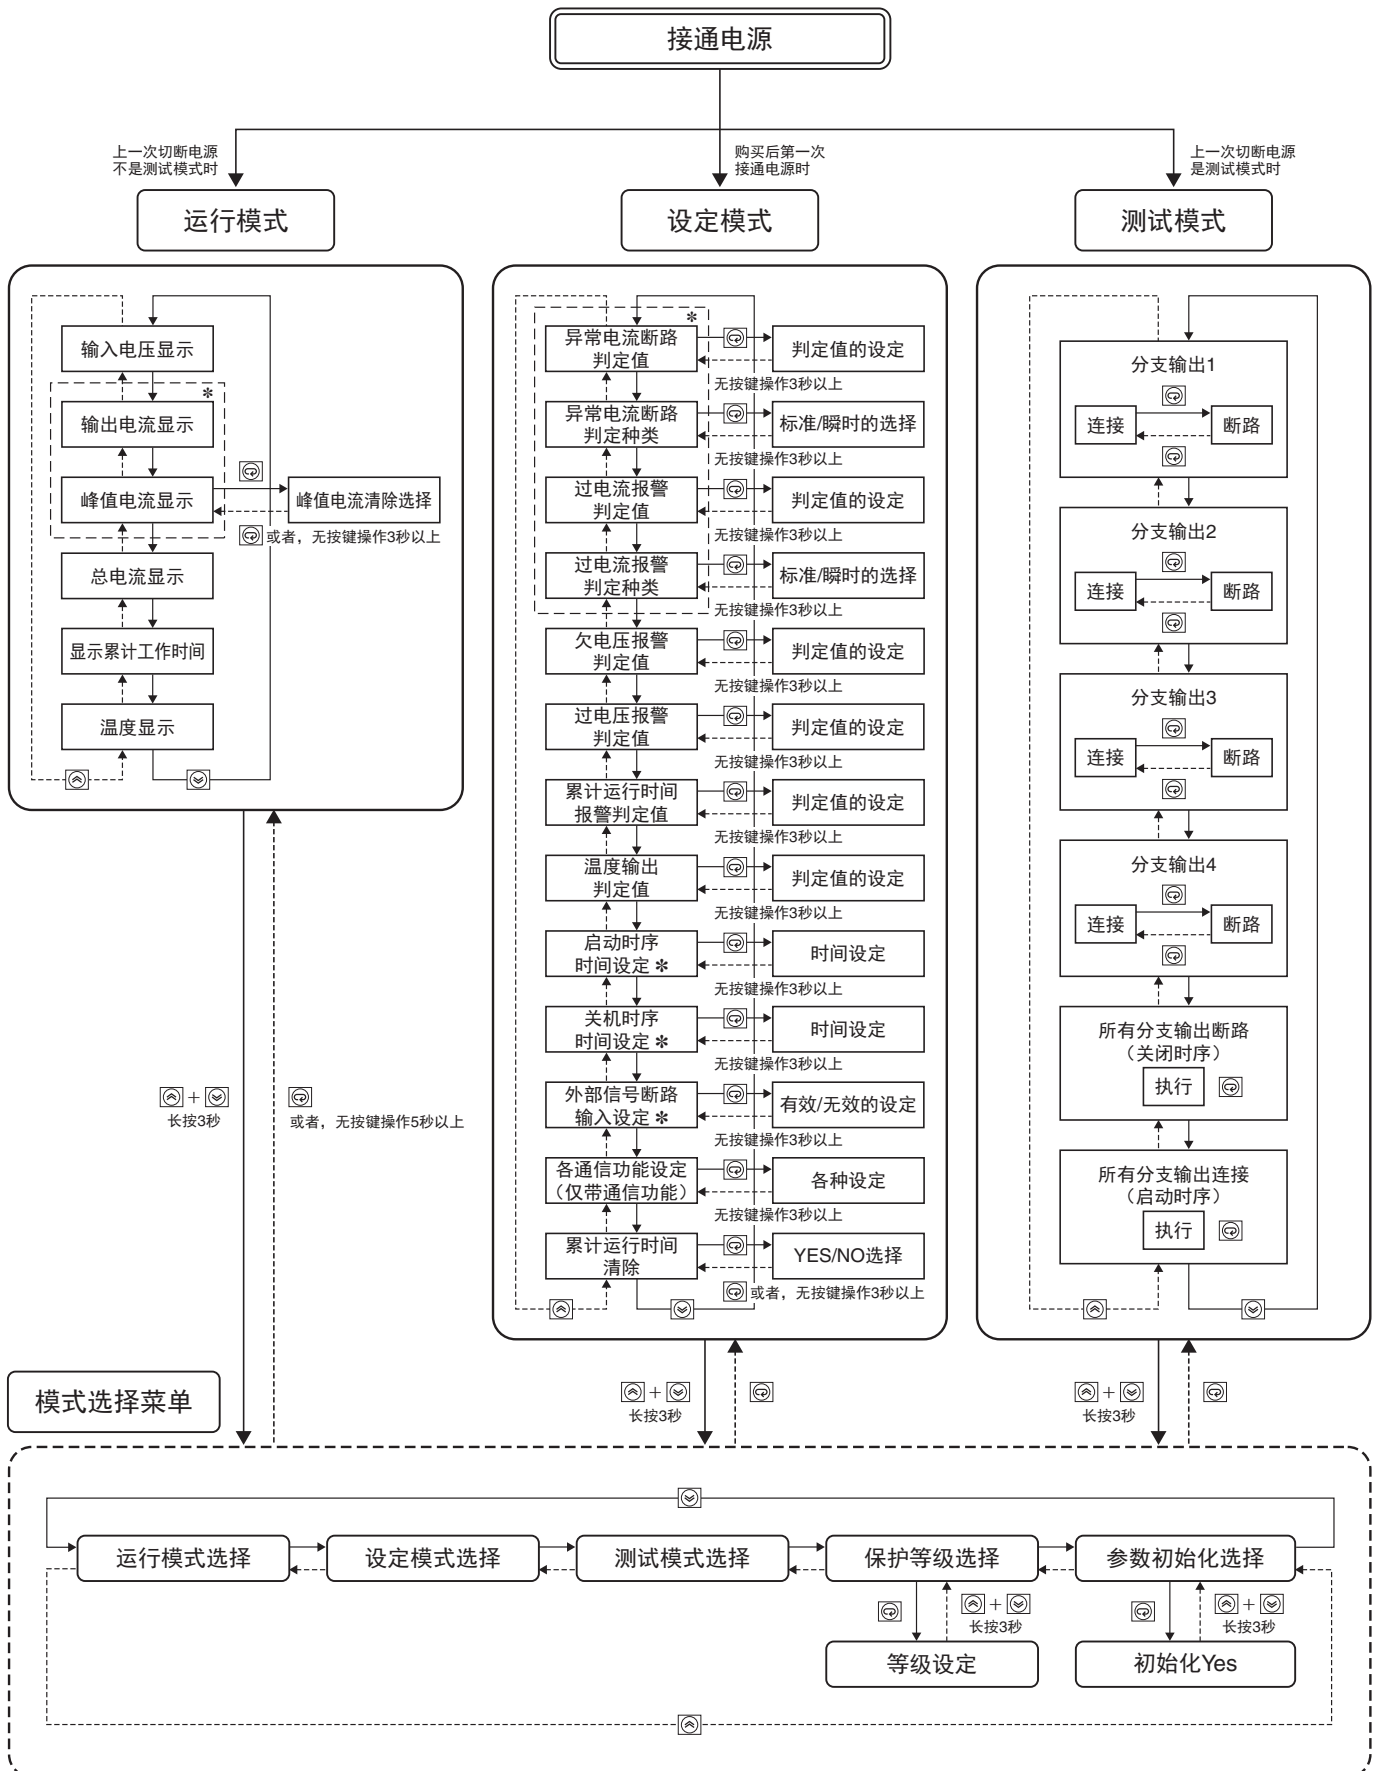 接通电源
上一次切断电源
不是测试模式时
购买后第一次
接通电源时
上一次切断电源
是测试模式时
运行模式
设定模式
测试模式
输入电压显示
*
输出电流显示
峰值电流显示
峰值电流清除选择
或者，无按键操作3秒以上
总电流显示
显示累计工作时间
温度显示
*
异常电流断路
判定值
判定值的设定
无按键操作3秒以上
异常电流断路
判定种类
标准/瞬时的选择
无按键操作3秒以上
过电流报警
判定值
判定值的设定
无按键操作3秒以上
过电流报警
判定种类
标准/瞬时的选择
无按键操作3秒以上
欠电压报警
判定值
判定值的设定
无按键操作3秒以上
过电压报警
判定值
判定值的设定
无按键操作3秒以上
累计运行时间
报警判定值
判定值的设定
无按键操作3秒以上
温度输出
判定值
判定值的设定
无按键操作3秒以上
启动时序
时间设定 *
时间设定
无按键操作3秒以上
关机时序
时间设定 *
时间设定
无按键操作3秒以上
外部信号断路
输入设定 *
有效/无效的设定
无按键操作3秒以上
各通信功能设定
（仅带通信功能）
各种设定
无按键操作3秒以上
累计运行时间
清除
YES/NO选择
或者，无按键操作3秒以上
分支输出1
连接
断路
分支输出2
连接
断路
分支输出3
连接
断路
分支输出4
连接
断路
所有分支输出断路
（关闭时序）
执行
所有分支输出连接
（启动时序）
执行
+
长按3秒
或者，无按键操作5秒以上
+
长按3秒
+
长按3秒
模式选择菜单
运行模式选择
设定模式选择
测试模式选择
保护等级选择
参数初始化选择
+
长按3秒
+
长按3秒
等级设定
初始化Yes